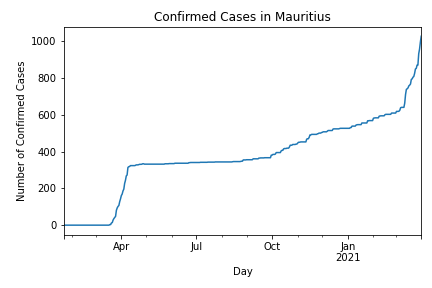 Confirmed Cases in Mauritius
1000
800
600
400
200
0
Number of Confirmed Cases
Apr Jul Oct Jan
2021
Day